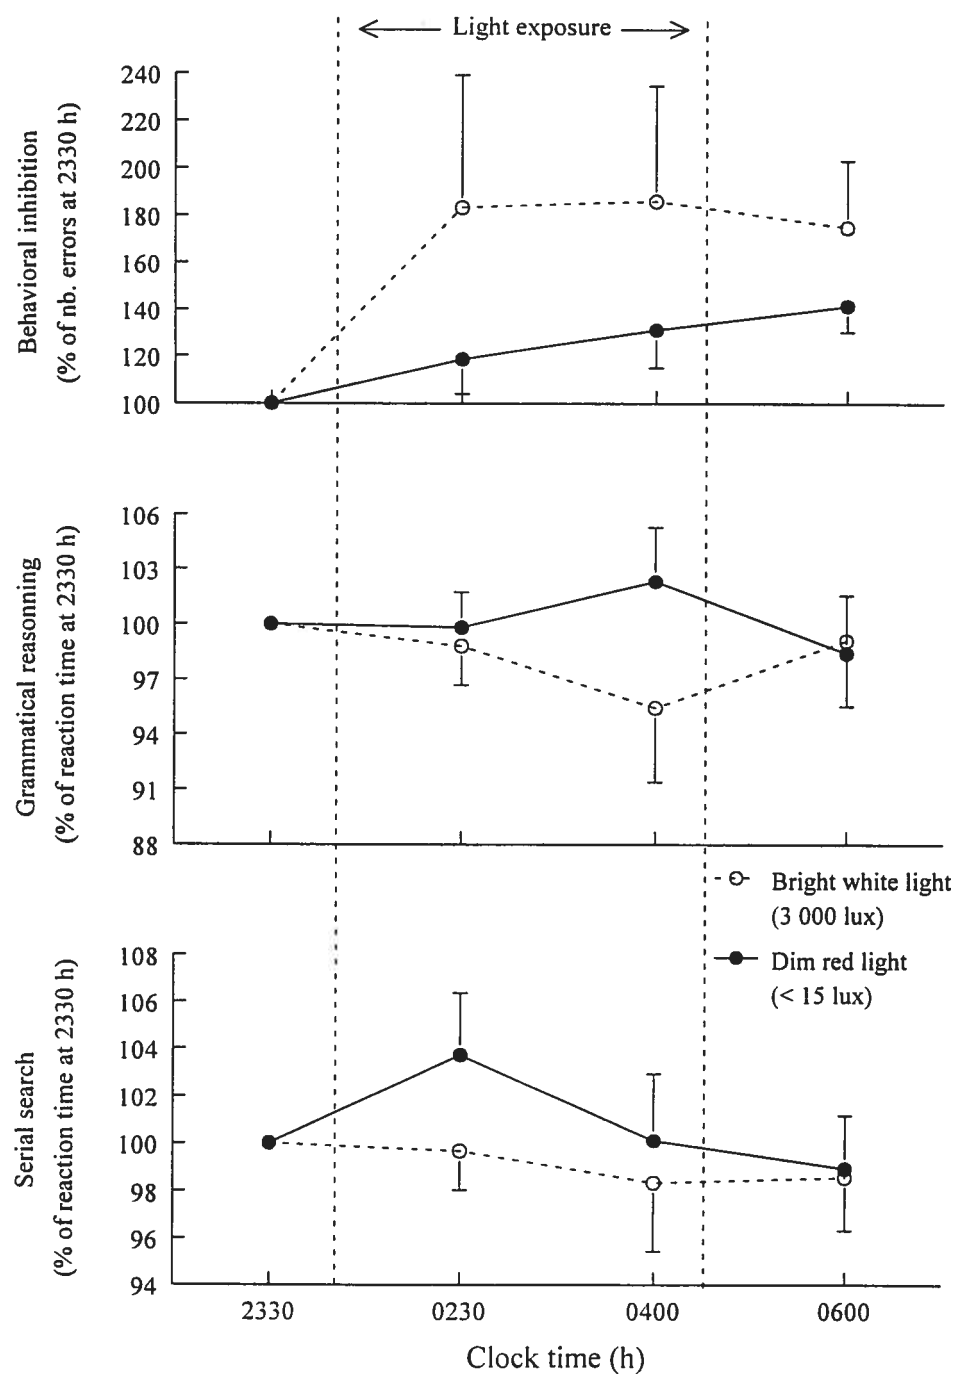 Light exposure
Behavioral inhibition
(% of nb. errors at 2330 h)
240
220
200
180
160
140
120
100
Grammatical reasonning
(% of reaction time at 2330 h)
106
103
100
97
94
91
88
Bright white light
(3 000 lux)
Dim red light
(< 15 lux)
Serial search
(% of reaction time at 2330 h)
108
106
104
102
100
98
96
94
2330 0230 0400 0600
Clock time (h)